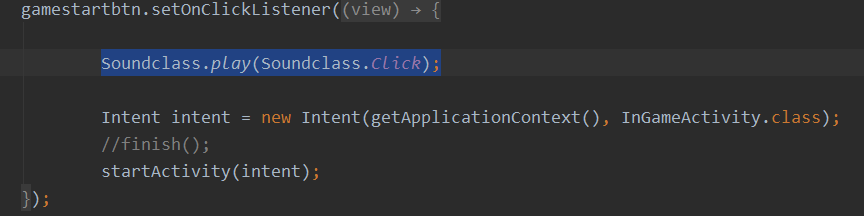 gamestartbtn.setOnClickListener((view) → {
Soundclass.play(Soundclass.Click);
Intent intent = new Intent(getApplicationContext(), InGameActivity.class);
//finish();
startActivity(intent);
});